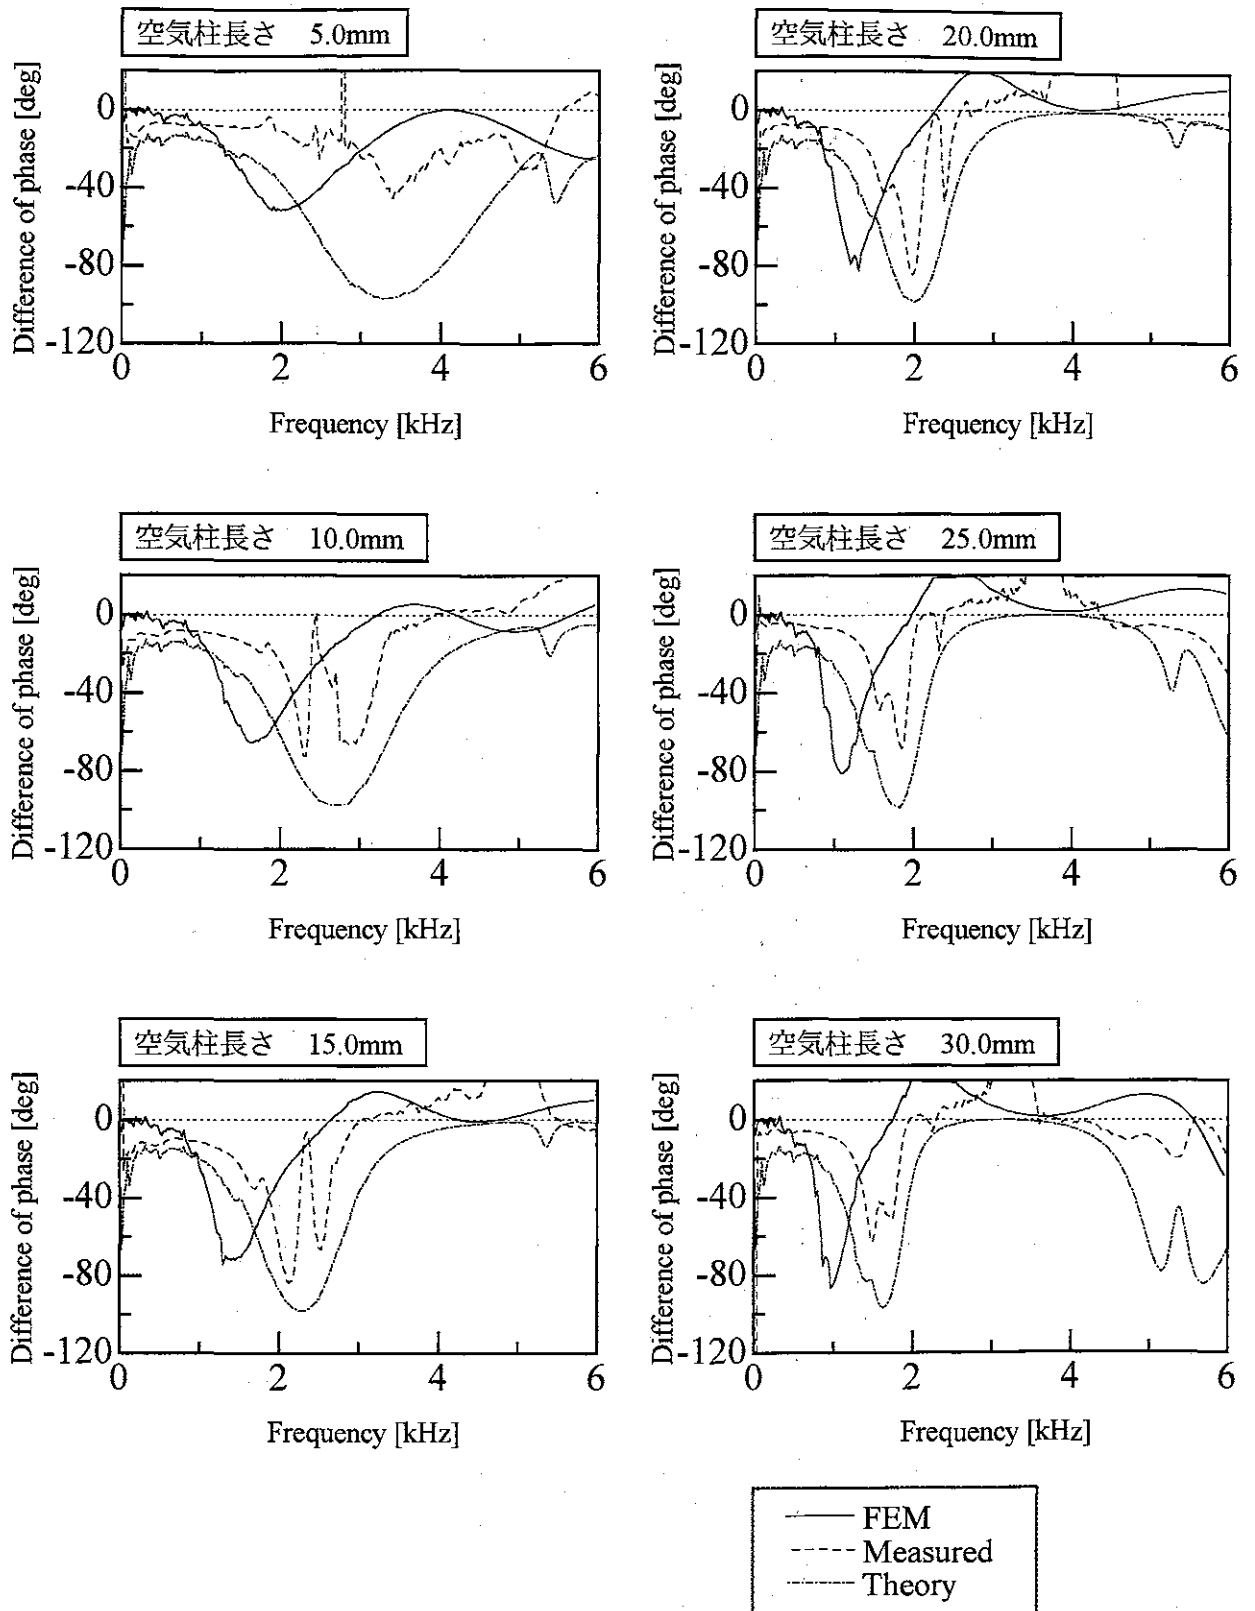 空気柱長さ 5.0mm
Difference of phase [deg]
0
-40
-80
-120
0 2 4 6
Frequency [kHz]
空気柱長さ 20.0mm
Difference of phase [deg]
0
-40
-80
-120
0 2 4 6
Frequency [kHz]
空気柱長さ 10.0mm
Difference of phase [deg]
0
-40
-80
-120
0 2 4 6
Frequency [kHz]
空気柱長さ 25.0mm
Difference of phase [deg]
0
-40
-80
-120
0 2 4 6
Frequency [kHz]
空気柱長さ 15.0mm
Difference of phase [deg]
0
-40
-80
-120
0 2 4 6
Frequency [kHz]
空気柱長さ 30.0mm
Difference of phase [deg]
0
-40
-80
-120
0 2 4 6
Frequency [kHz]
FEM
Measured
Theory